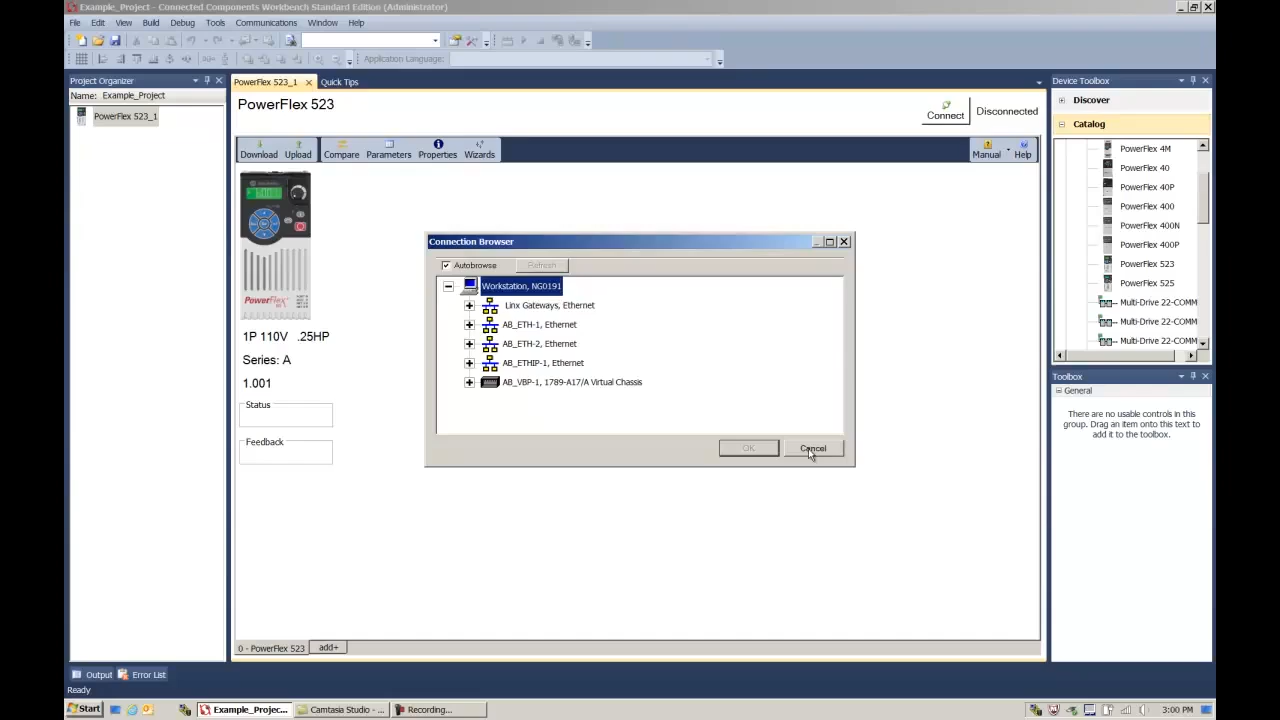 Example_Project - Connected Components Workbench Standard Edition (Administrator)
File Edit View Build Debug Tools Communications Window Help
Application Language:
Project Organizer
Name: Example_Project
PowerFlex 523_1
PowerFlex 523_1 Quick Tips
PowerFlex 523
Connect
Disconnected
Download Upload Compare Parameters Properties Wizards Manual Help
PowerFlex
1P 110V .25HP
Series: A
1.001
Status
Feedback
Connection Browser
Autobrowse Refresh
Workstation, NG0191
Linx Gateways, Ethernet
AB_ETH-1, Ethernet
AB_ETH-2, Ethernet
AB_ETHIP-1, Ethernet
AB_VBP-1, 1789-A17/A Virtual Chassis
OK Cancel
0 - PowerFlex 523 add+
Device Toolbox
Discover
Catalog
PowerFlex 4M
PowerFlex 40
PowerFlex 40P
PowerFlex 400
PowerFlex 400N
PowerFlex 400P
PowerFlex 523
PowerFlex 525
Multi-Drive 22-COMM
Multi-Drive 22-COMM
Multi-Drive 22-COMM
Toolbox
General
There are no usable controls in this
group. Drag an item onto this text to
add it to the toolbox.
Output Error List
Ready
Start Example_Projec... Camtasia Studio - ... Recording... 3:00 PM